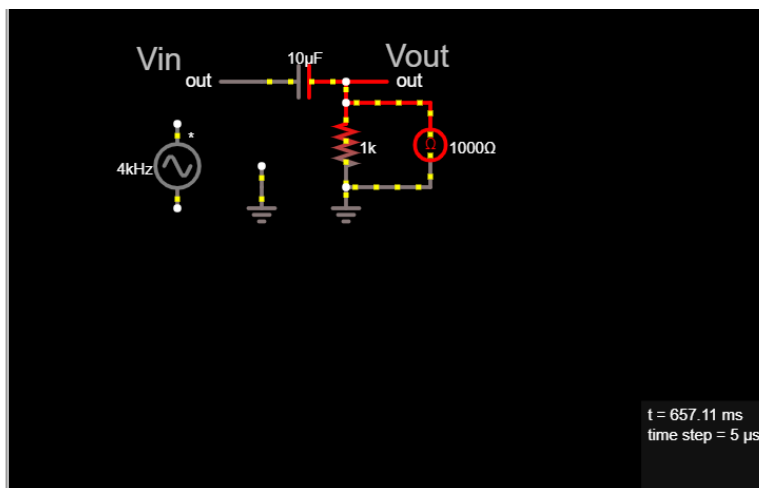 Vin
out
10µF
Vout
out
*
4kHz
1k
Ω
1000Ω
t = 657.11 ms
time step = 5 µs